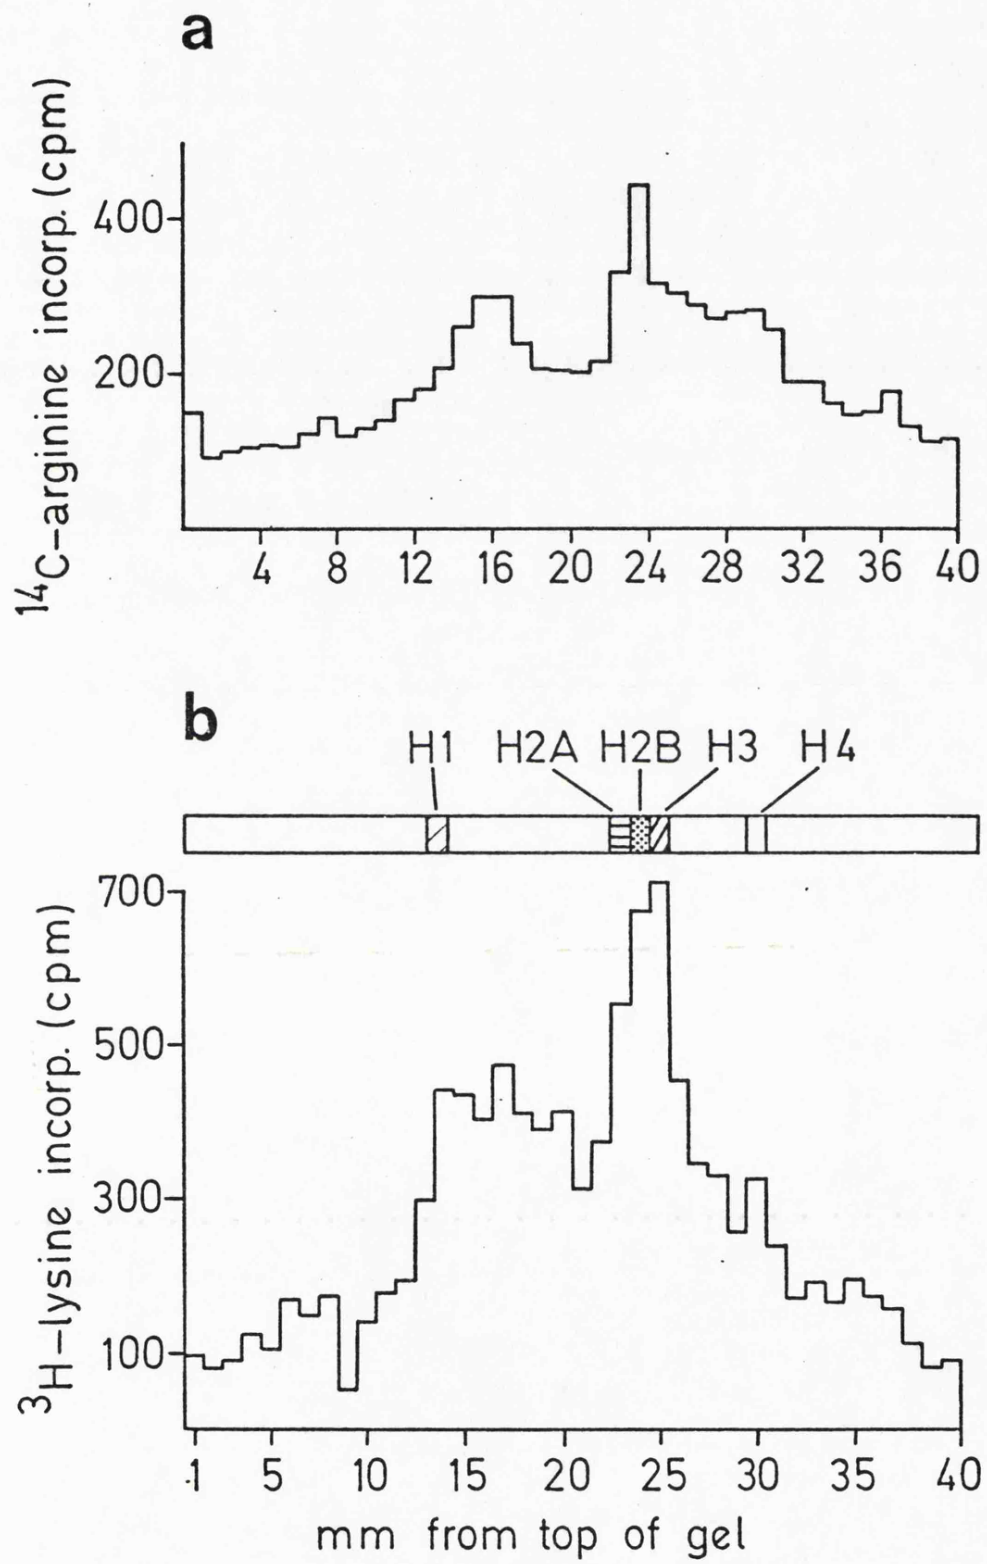 a
14C-arginine incorp. (cpm)
400
200
4 8 12 16 20 24 28 32 36 40
b
H1 H2A H2B H3 H4
3H-lysine incorp. (cpm)
700
500
300
100
1 5 10 15 20 25 30 35 40
mm from top of gel